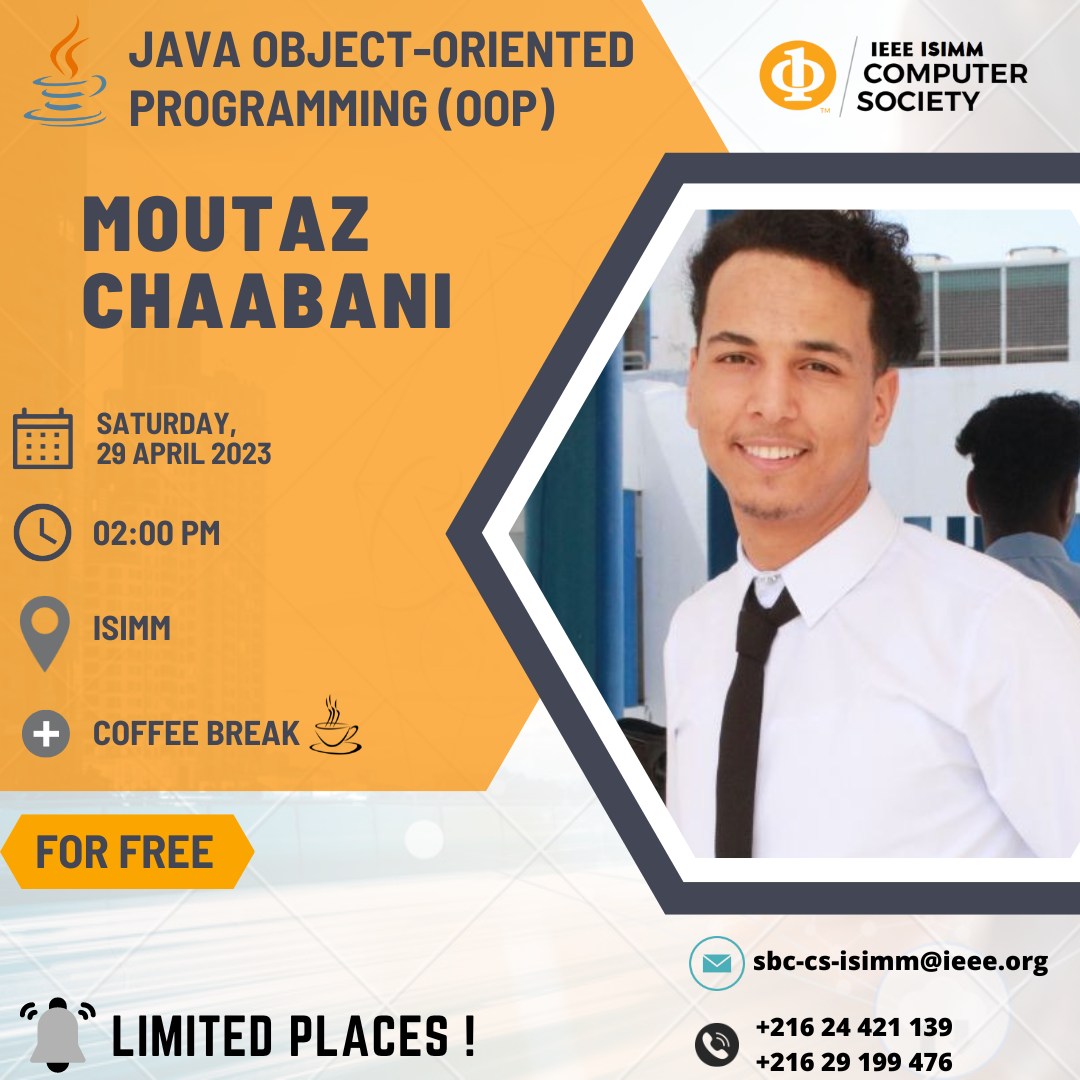 JAVA OBJECT-ORIENTED
PROGRAMMING (OOP)
IEEE ISIMM
COMPUTER
SOCIETY
TM
MOUTAZ
CHAABANI
SATURDAY,
29 APRIL 2023
02:00 PM
ISIMM
COFFEE BREAK
FOR FREE
LIMITED PLACES !
sbc-cs-isimm@ieee.org
+216 24 421 139
+216 29 199 476